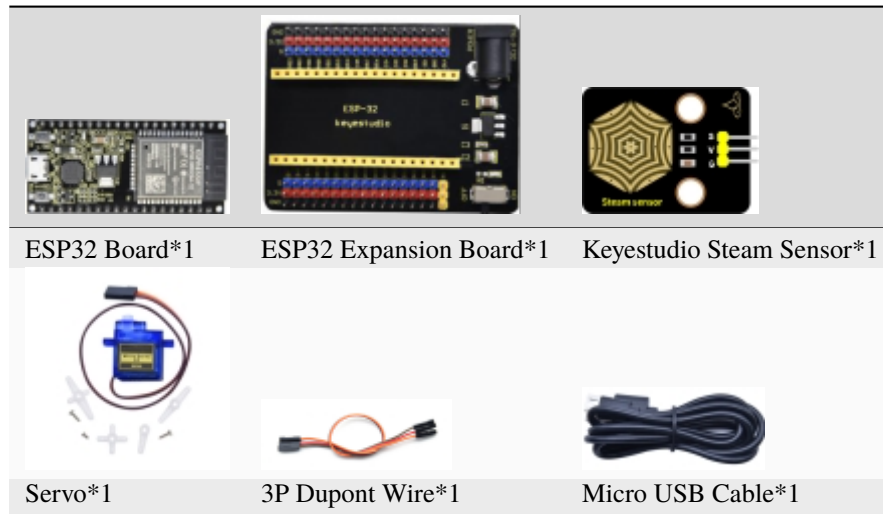 ESP-32
keyestudio
Steam sensor
ESP32 Board*1
ESP32 Expansion Board*1
Keyestudio Steam Sensor*1
Servo*1
3P Dupont Wire*1
Micro USB Cable*1